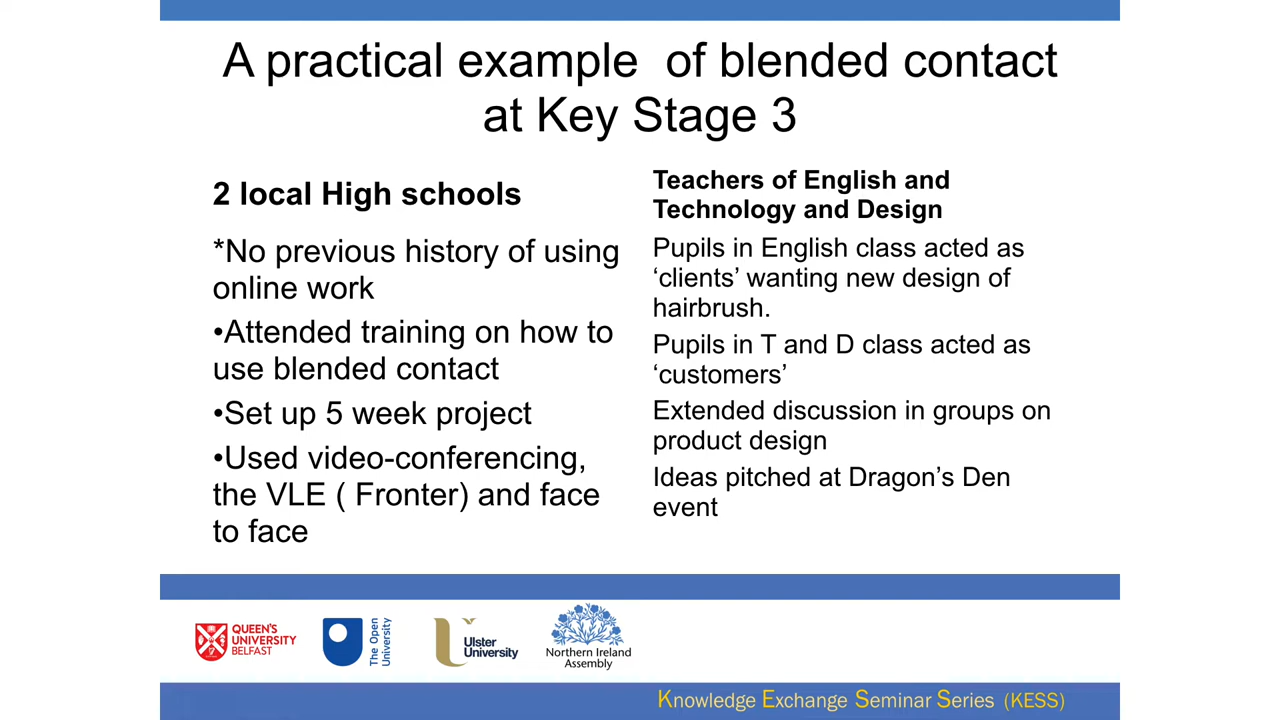 A practical example of blended contact
at Key Stage 3
2 local High schools
*No previous history of using
online work
•Attended training on how to
use blended contact
•Set up 5 week project
•Used video-conferencing,
the VLE ( Fronter) and face
to face
Teachers of English and
Technology and Design
Pupils in English class acted as
‘clients’ wanting new design of
hairbrush.
Pupils in T and D class acted as
‘customers’
Extended discussion in groups on
product design
Ideas pitched at Dragon’s Den
event
QUEEN'S
UNIVERSITY
BELFAST
The Open
University
Ulster
University
Northern Ireland
Assembly
Knowledge Exchange Seminar Series (KESS)